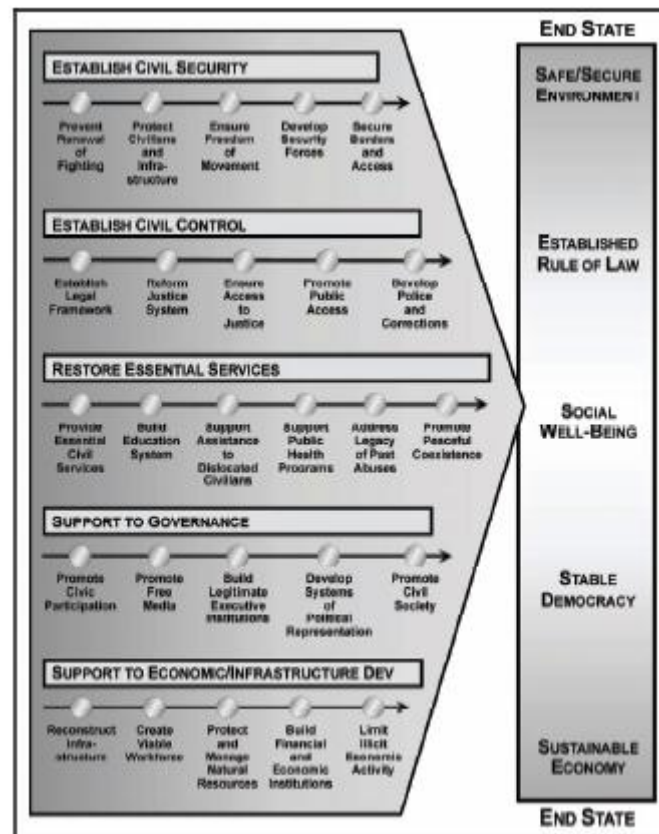 END STATE
ESTABLISH CIVIL SECURITY
Prevent
Renewal
of
Fighting
Protect
Civilians
and
Infra-
structure
Ensure
Freedom
of
Movement
Develop
Security
Forces
Secure
Borders
and
Access
SAFE/SECURE
ENVIRONMENT
ESTABLISH CIVIL CONTROL
Establish
Legal
Framework
Reform
Justice
System
Ensure
Access
to
Justice
Promote
Public
Access
Develop
Police
and
Corrections
ESTABLISHED
RULE OF LAW
RESTORE ESSENTIAL SERVICES
Provide
Essential
Civil
Services
Build
Education
System
Support
Assistance
to
Dislocated
Civilians
Support
Public
Health
Programs
Address
Legacy
of Past
Abuses
Promote
Peaceful
Coexistence
SOCIAL
WELL-BEING
SUPPORT TO GOVERNANCE
Promote
Civic
Participation
Promote
Free
Media
Build
Legitimate
Executive
Institutions
Develop
Systems
of
Political
Representation
Promote
Civil
Society
STABLE
DEMOCRACY
SUPPORT TO ECONOMIC/INFRASTRUCTURE DEV
Reconstruct
Infra-
structure
Create
Viable
Workforce
Protect
and
Manage
Natural
Resources
Build
Financial
and
Economic
Institutions
Limit
Illicit
Economic
Activity
SUSTAINABLE
ECONOMY
END STATE